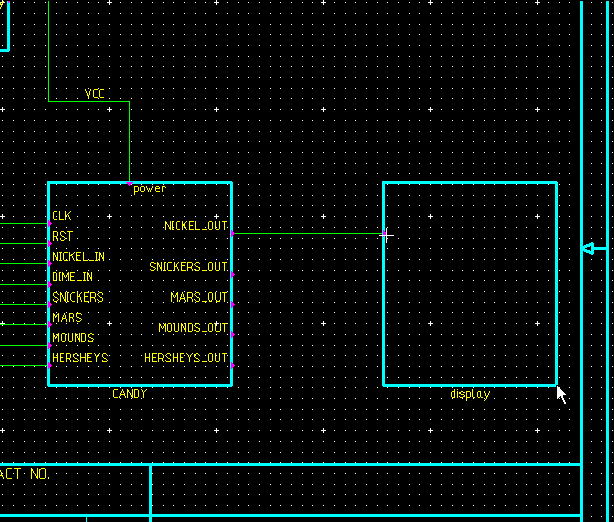 VCC
power
CLK
RST
NICKEL_IN
DIME_IN
SNICKERS
MARS
MOUNDS
HERSHEYS
NICKEL_OUT
SNICKERS_OUT
MARS_OUT
MOUNDS_OUT
HERSHEYS_OUT
CANDY
display
ACT NO.